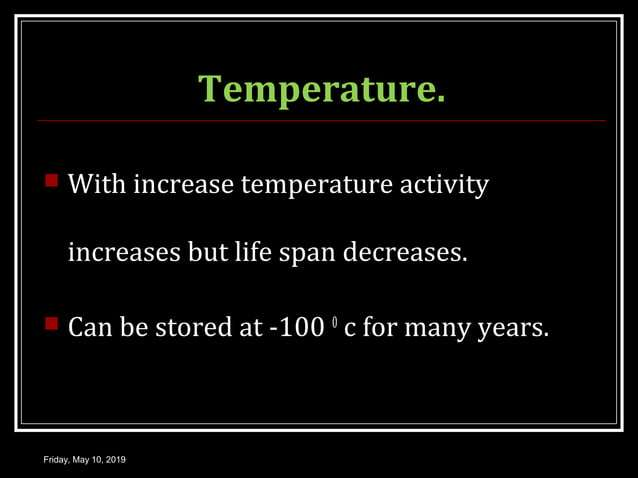 Temperature.
With increase temperature activity
increases but life span decreases.
Can be stored at -100 ⁰ c for many years.
Friday, May 10, 2019